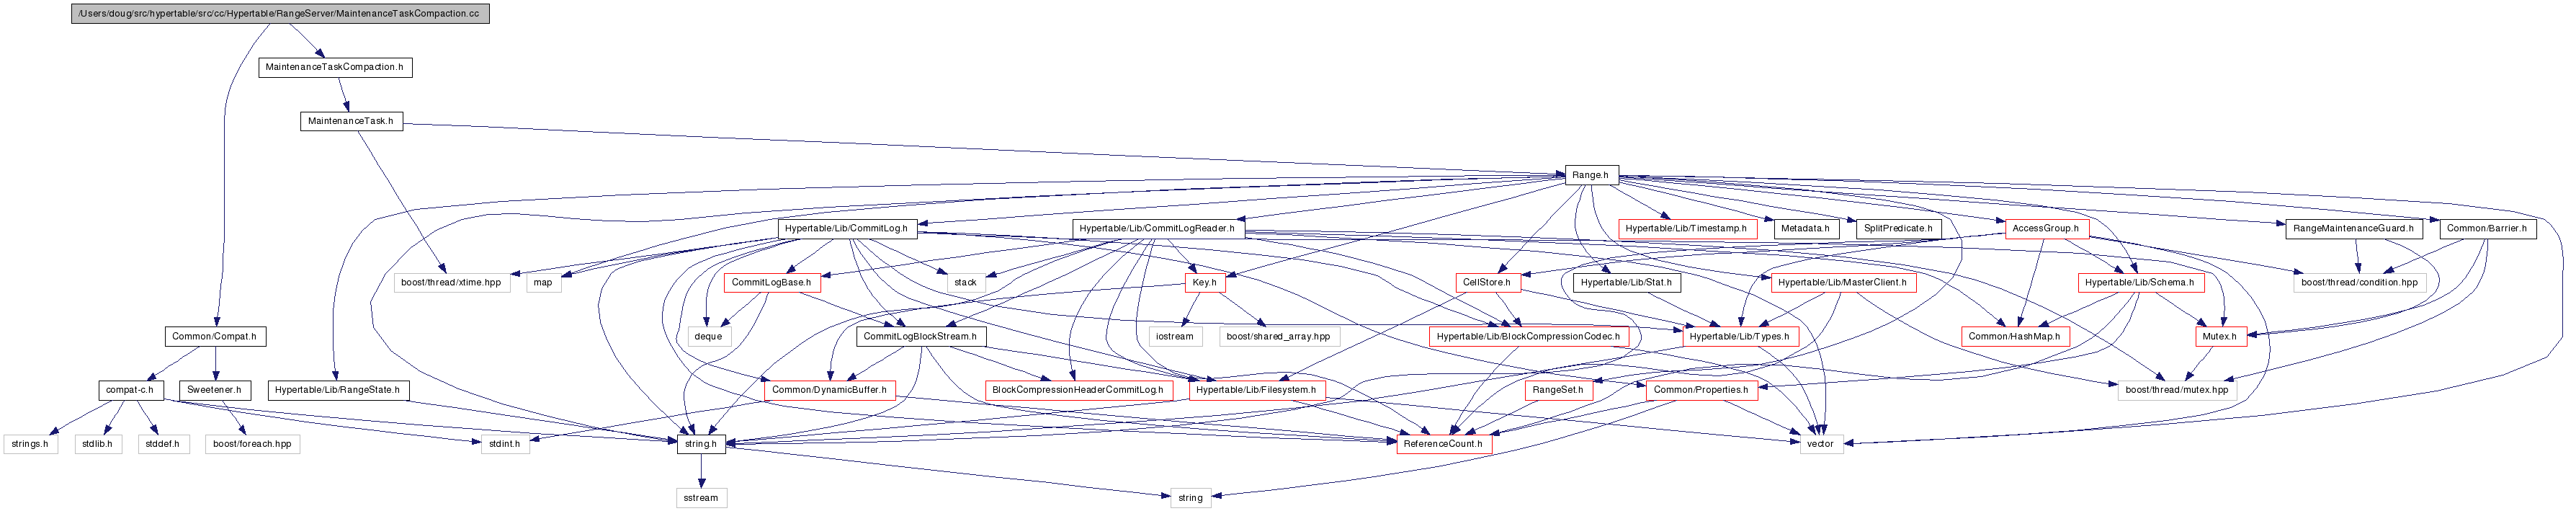 /Users/doug/src/hypertable/src/cc/Hypertable/RangeServer/MaintenanceTaskCompaction.cc
MaintenanceTaskCompaction.h
MaintenanceTask.h
Range.h
Hypertable/Lib/CommitLog.h
Hypertable/Lib/CommitLogReader.h
Hypertable/Lib/Timestamp.h
Metadata.h
SplitPredicate.h
AccessGroup.h
RangeMaintenanceGuard.h
Common/Barrier.h
boost/thread/xtime.hpp
map
CommitLogBase.h
stack
Key.h
CellStore.h
Hypertable/Lib/Stat.h
Hypertable/Lib/MasterClient.h
Hypertable/Lib/Schema.h
boost/thread/condition.hpp
Common/Compat.h
deque
CommitLogBlockStream.h
iostream
boost/shared_array.hpp
Hypertable/Lib/BlockCompressionCodec.h
Hypertable/Lib/Types.h
Common/HashMap.h
Mutex.h
compat-c.h
Sweetener.h
Hypertable/Lib/RangeState.h
Common/DynamicBuffer.h
BlockCompressionHeaderCommitLog.h
Hypertable/Lib/Filesystem.h
RangeSet.h
Common/Properties.h
boost/thread/mutex.hpp
strings.h
stdlib.h
stddef.h
boost/foreach.hpp
stdint.h
string.h
ReferenceCount.h
vector
sstream
string